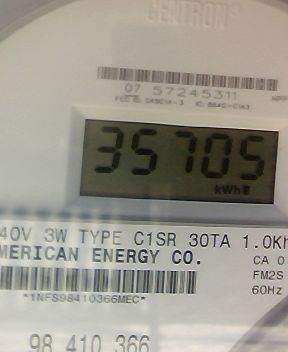 CENTRON®
07 57245311
35705
kWh
40V 3W TYPE C1SR 30TA 1.0Kh
MERICAN ENERGY CO.
CA 0
FM2S
60Hz
*1NFS98410366MEC*
98 410 366